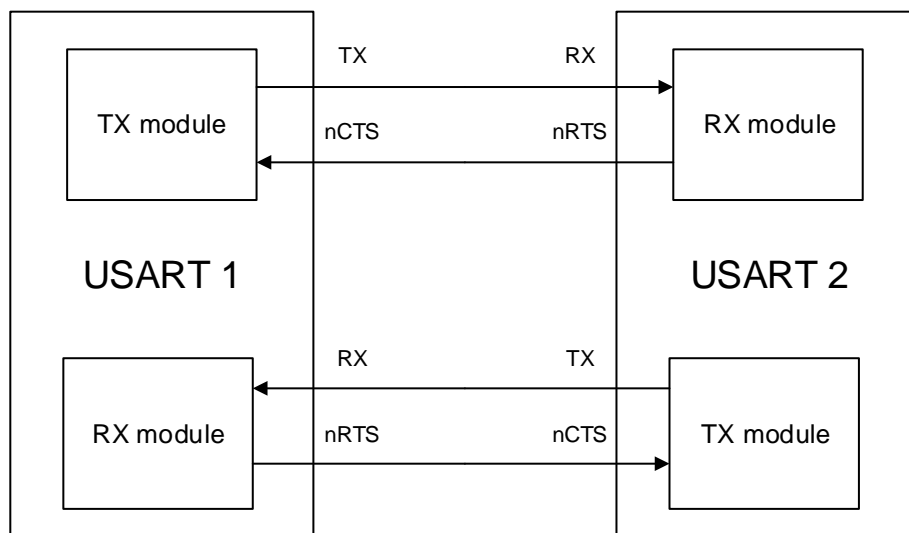 TX RX
TX module RX module
nCTS nRTS
USART 1 USART 2
RX TX
RX module TX module
nRTS nCTS